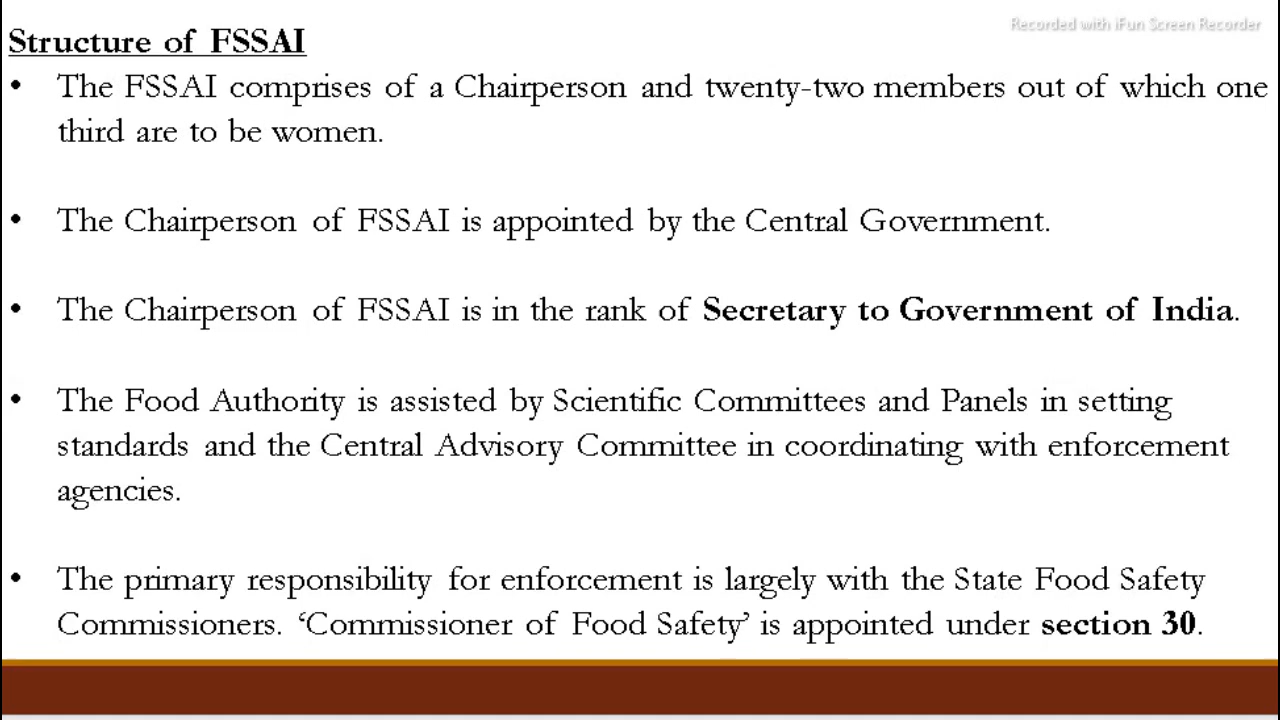 Recorded with iFun Screen Recorder
Structure of FSSAI
• The FSSAI comprises of a Chairperson and twenty-two members out of which one
third are to be women.
• The Chairperson of FSSAI is appointed by the Central Government.
• The Chairperson of FSSAI is in the rank of Secretary to Government of India.
• The Food Authority is assisted by Scientific Committees and Panels in setting
standards and the Central Advisory Committee in coordinating with enforcement
agencies.
• The primary responsibility for enforcement is largely with the State Food Safety
Commissioners. ‘Commissioner of Food Safety’ is appointed under section 30.